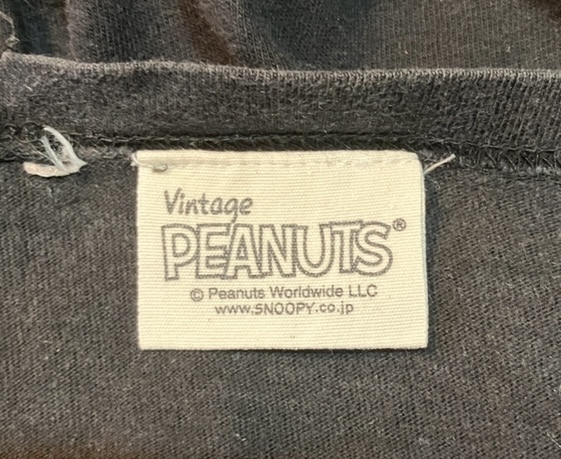 Vintage
PEANUTS®
© Peanuts Worldwide LLC
www.SNOOPY.co.jp